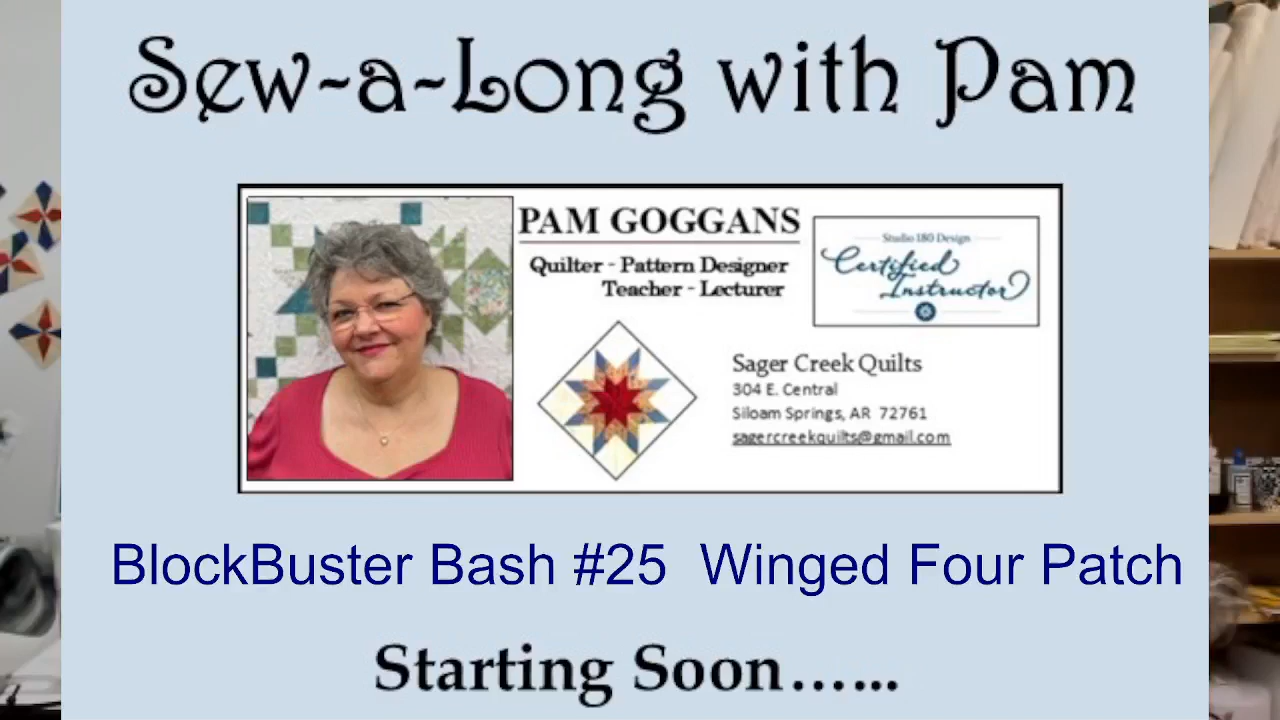 Sew~a~Long with Pam
PAM GOGGANS
Quilter - Pattern Designer
Teacher - Lecturer
Studio 180 Design
Certified
Instructor
Sager Creek Quilts
304 E. Central
Siloam Springs, AR 72761
sagercreekquilts@gmail.com
BlockBuster Bash #25 Winged Four Patch
Starting Soon…...